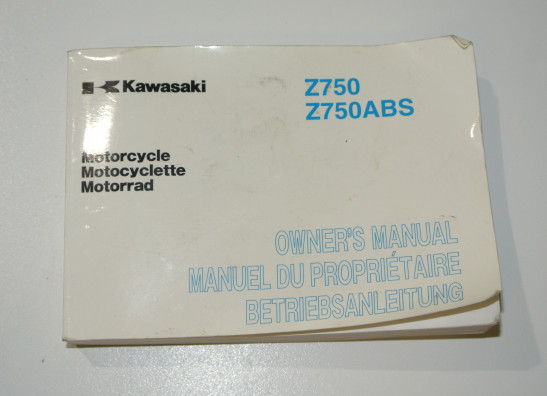 Kawasaki
Z750
Z750ABS
Motorcycle
Motocyclette
Motorrad
OWNER'S MANUAL
MANUEL DU PROPRIÉTAIRE
BETRIEBSANLEITUNG